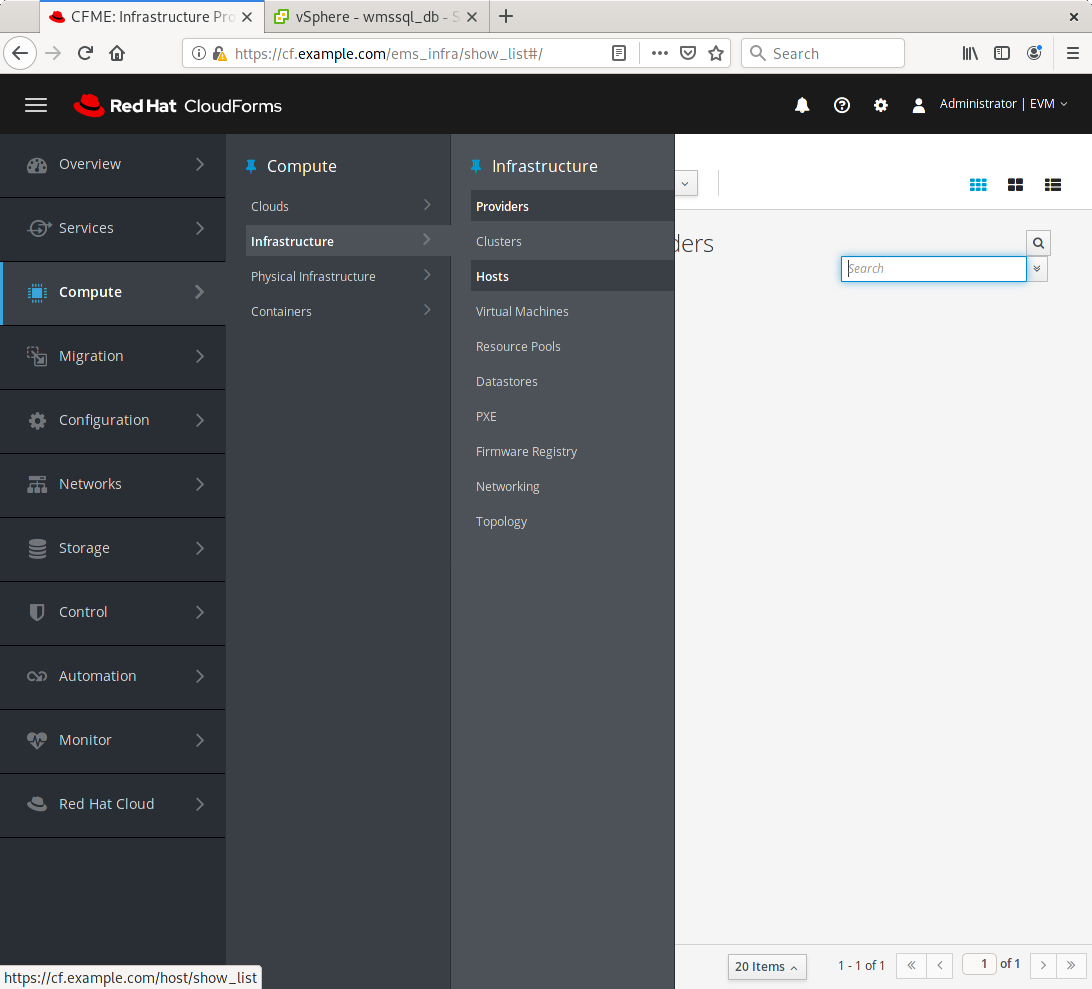 CFME: Infrastructure Pro
vSphere - wmssql_db - S
https://cf.example.com/ems_infra/show_list#/
Search
Red Hat CloudForms
Administrator | EVM
Overview
Services
Compute
Migration
Configuration
Networks
Storage
Control
Automation
Monitor
Red Hat Cloud
Compute
Clouds
Infrastructure
Physical Infrastructure
Containers
Infrastructure
Providers
Clusters
Hosts
Virtual Machines
Resource Pools
Datastores
PXE
Firmware Registry
Networking
Topology
ders
Search
20 Items
1 - 1 of 1
1 of 1
https://cf.example.com/host/show_list